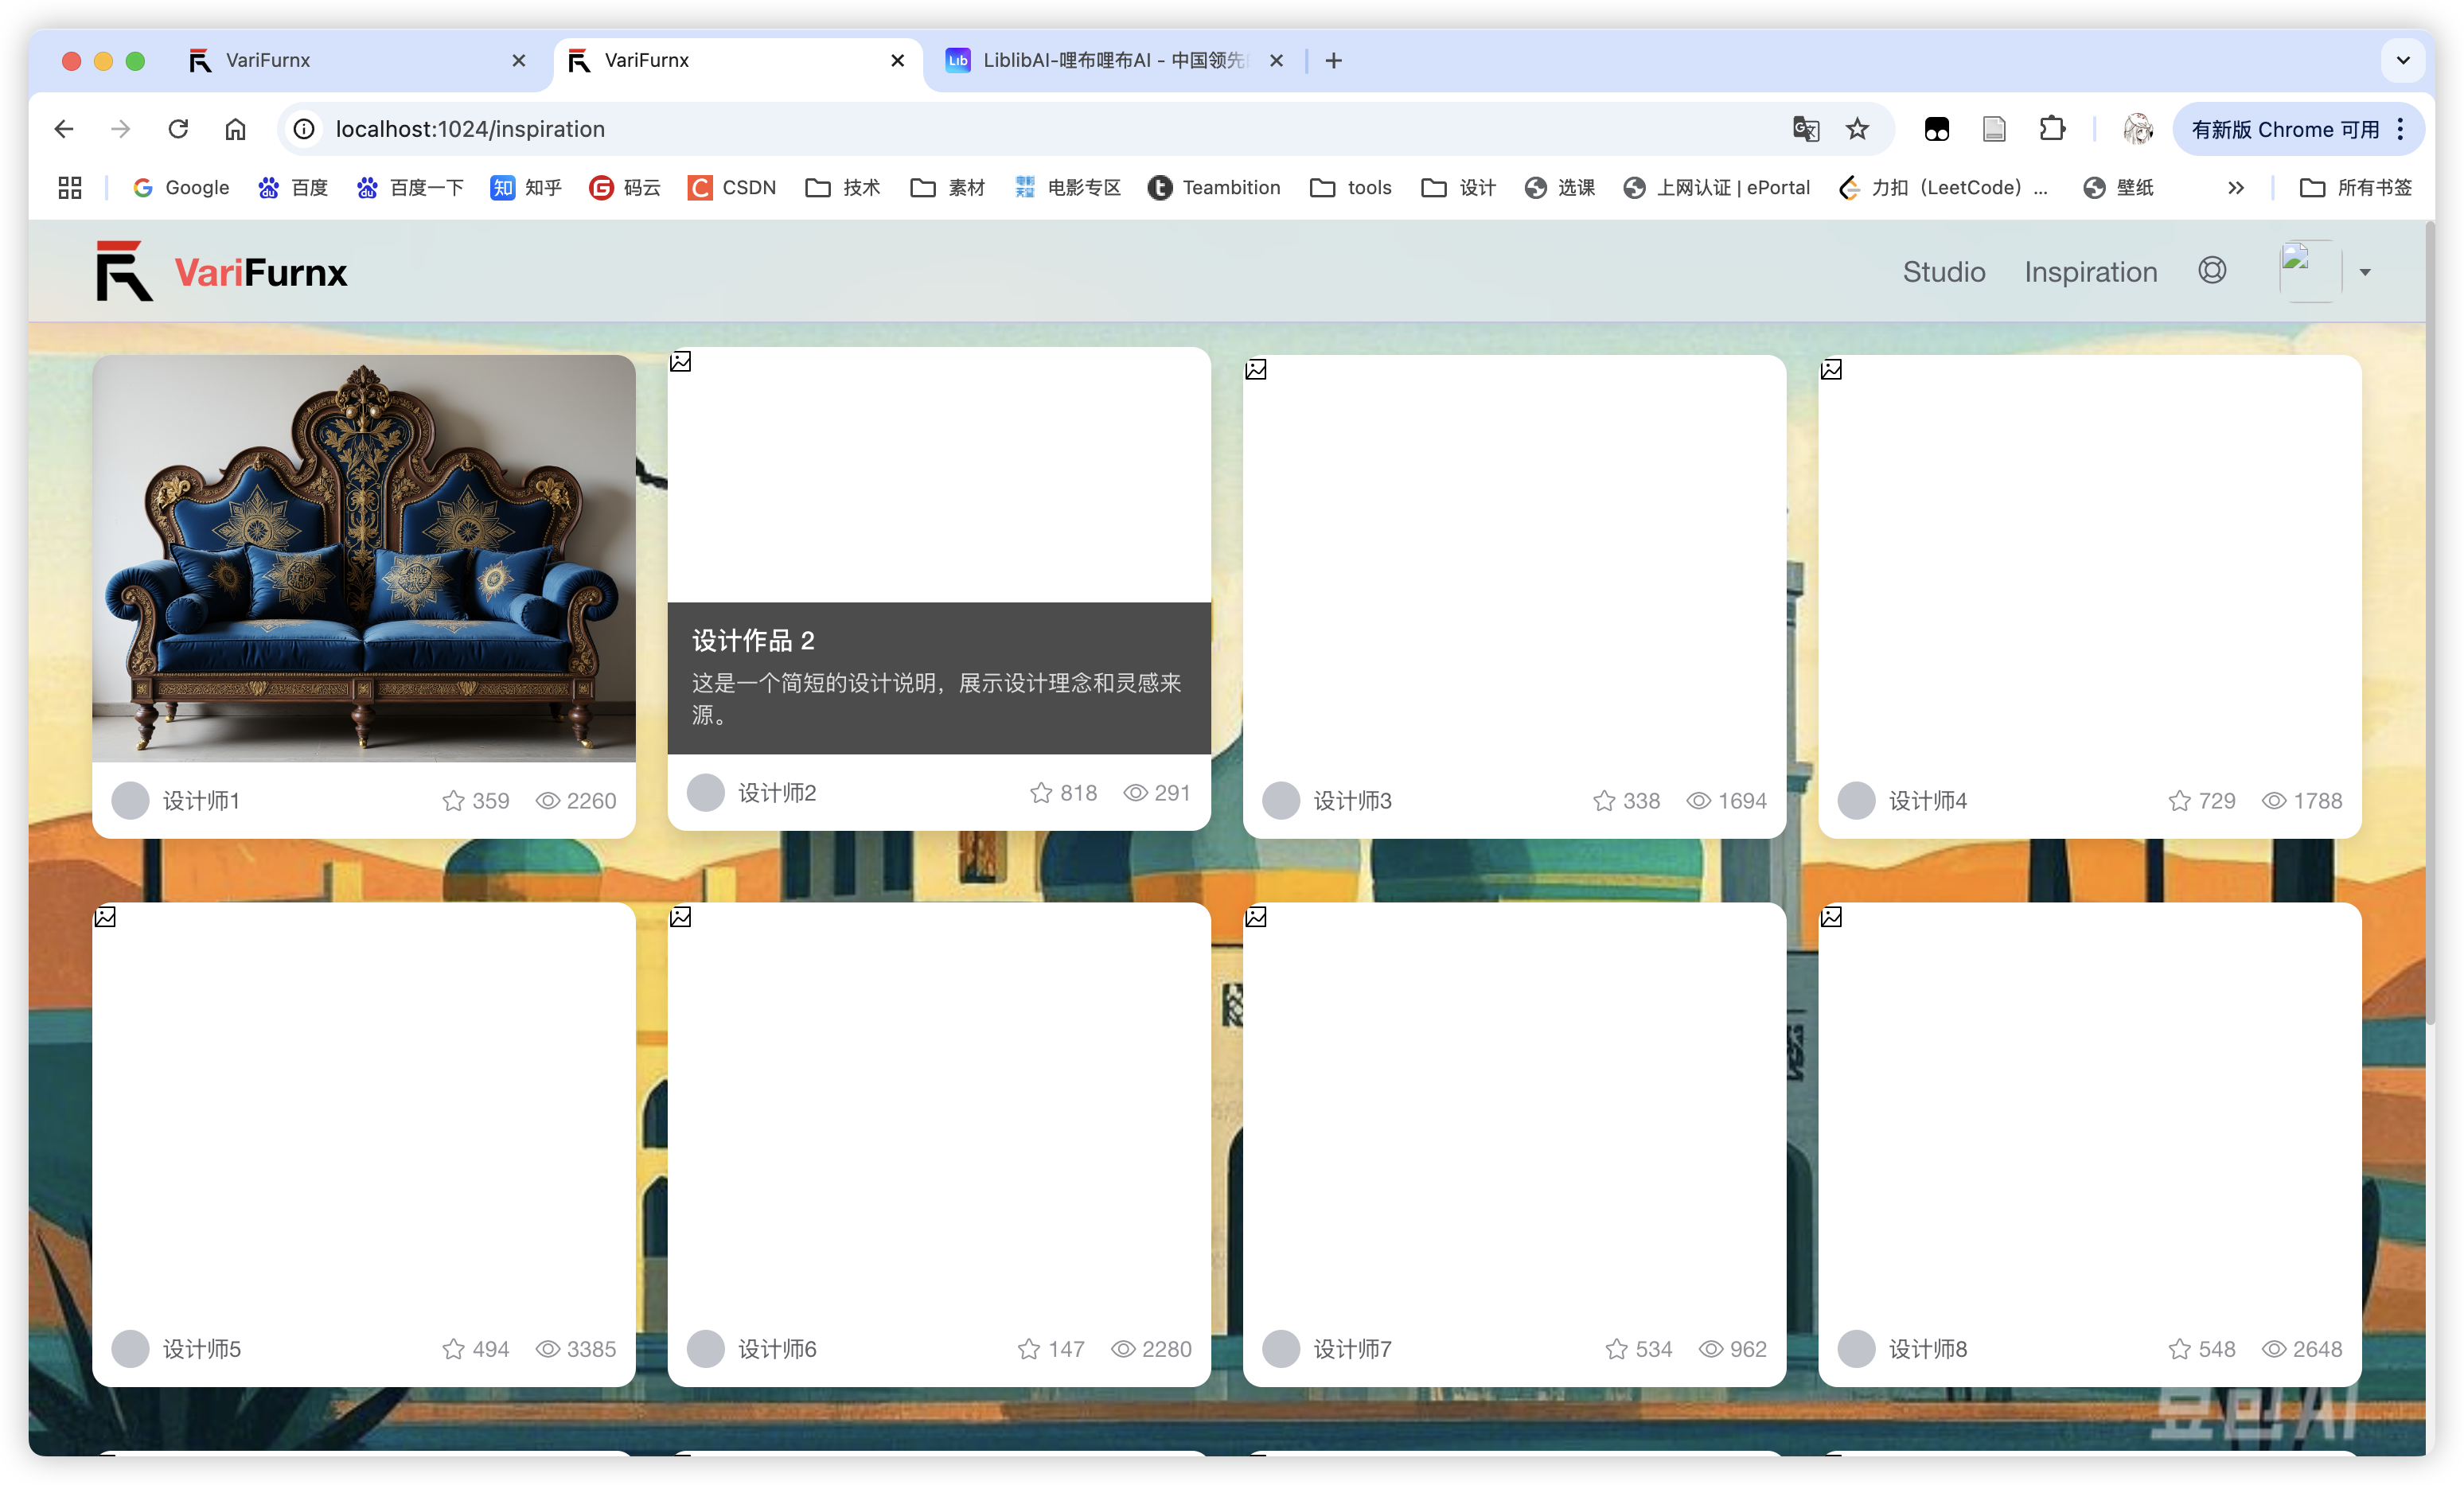 VariFurnx
VariFurnx
LiblibAI-哩布哩布AI - 中国领先
localhost:1024/inspiration
有新版 Chrome 可用
Google
百度
百度一下
知乎
码云
CSDN
技术
素材
电影专区
Teambition
tools
设计
选课
上网认证 | ePortal
力扣（LeetCode）...
壁纸
所有书签
VariFurnx
Studio
Inspiration
设计作品 2
这是一个简短的设计说明，展示设计理念和灵感来
源。
设计师1 359 2260
设计师2 818 291
设计师3 338 1694
设计师4 729 1788
设计师5 494 3385
设计师6 147 2280
设计师7 534 962
设计师8 548 2648